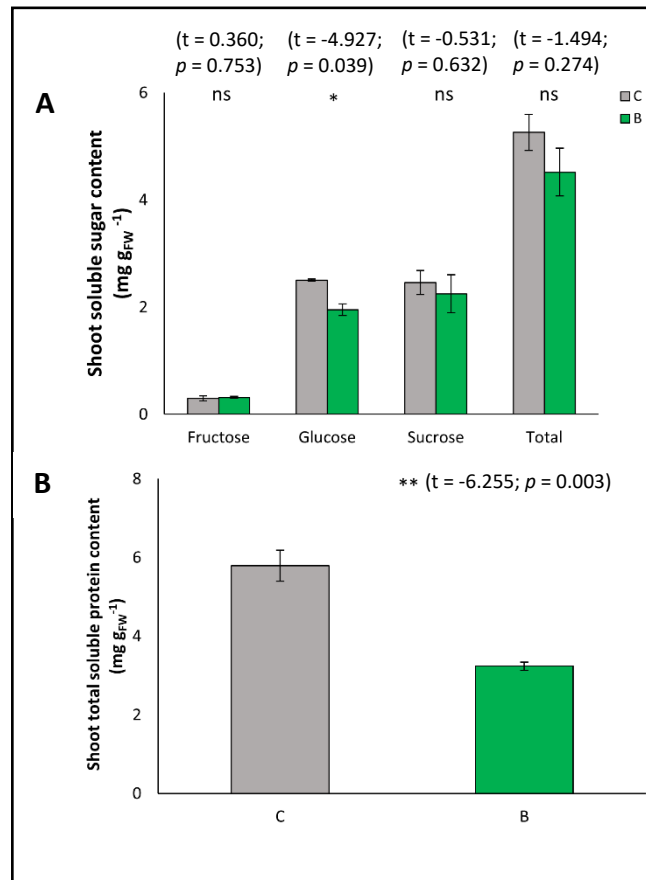 (t = 0.360; (t = -4.927; (t = -0.531; (t = -1.494;
p = 0.753) p = 0.039) p = 0.632) p = 0.274)
A
ns * ns ns
C
B
6
4
2
0
Shoot soluble sugar content
(mg gFW -1)
Fructose Glucose Sucrose Total
B
** (t = -6.255; p = 0.003)
8
6
4
2
0
Shoot total soluble protein content
(mg gFW-1)
C B